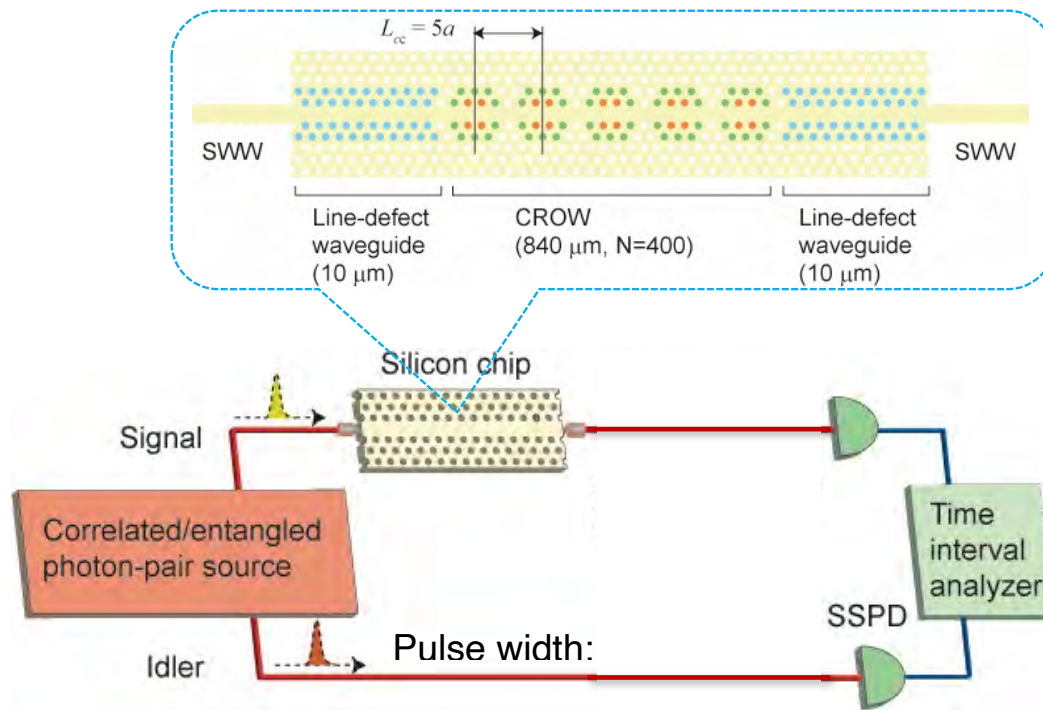 L_cc = 5a
SWW
SWW
Line-defect
waveguide
(10 μm)
CROW
(840 μm, N=400)
Line-defect
waveguide
(10 μm)
Silicon chip
Signal
Correlated/entangled
photon-pair source
Time
interval
analyzer
SSPD
Idler
Pulse width: